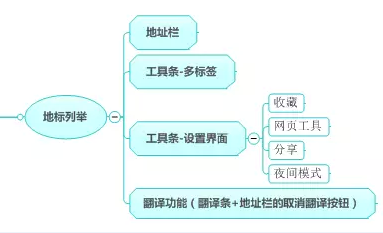 地标列举
地址栏
工具条-多标签
工具条-设置界面
收藏
网页工具
分享
夜间模式
翻译功能（翻译条+地址栏的取消翻译按钮）